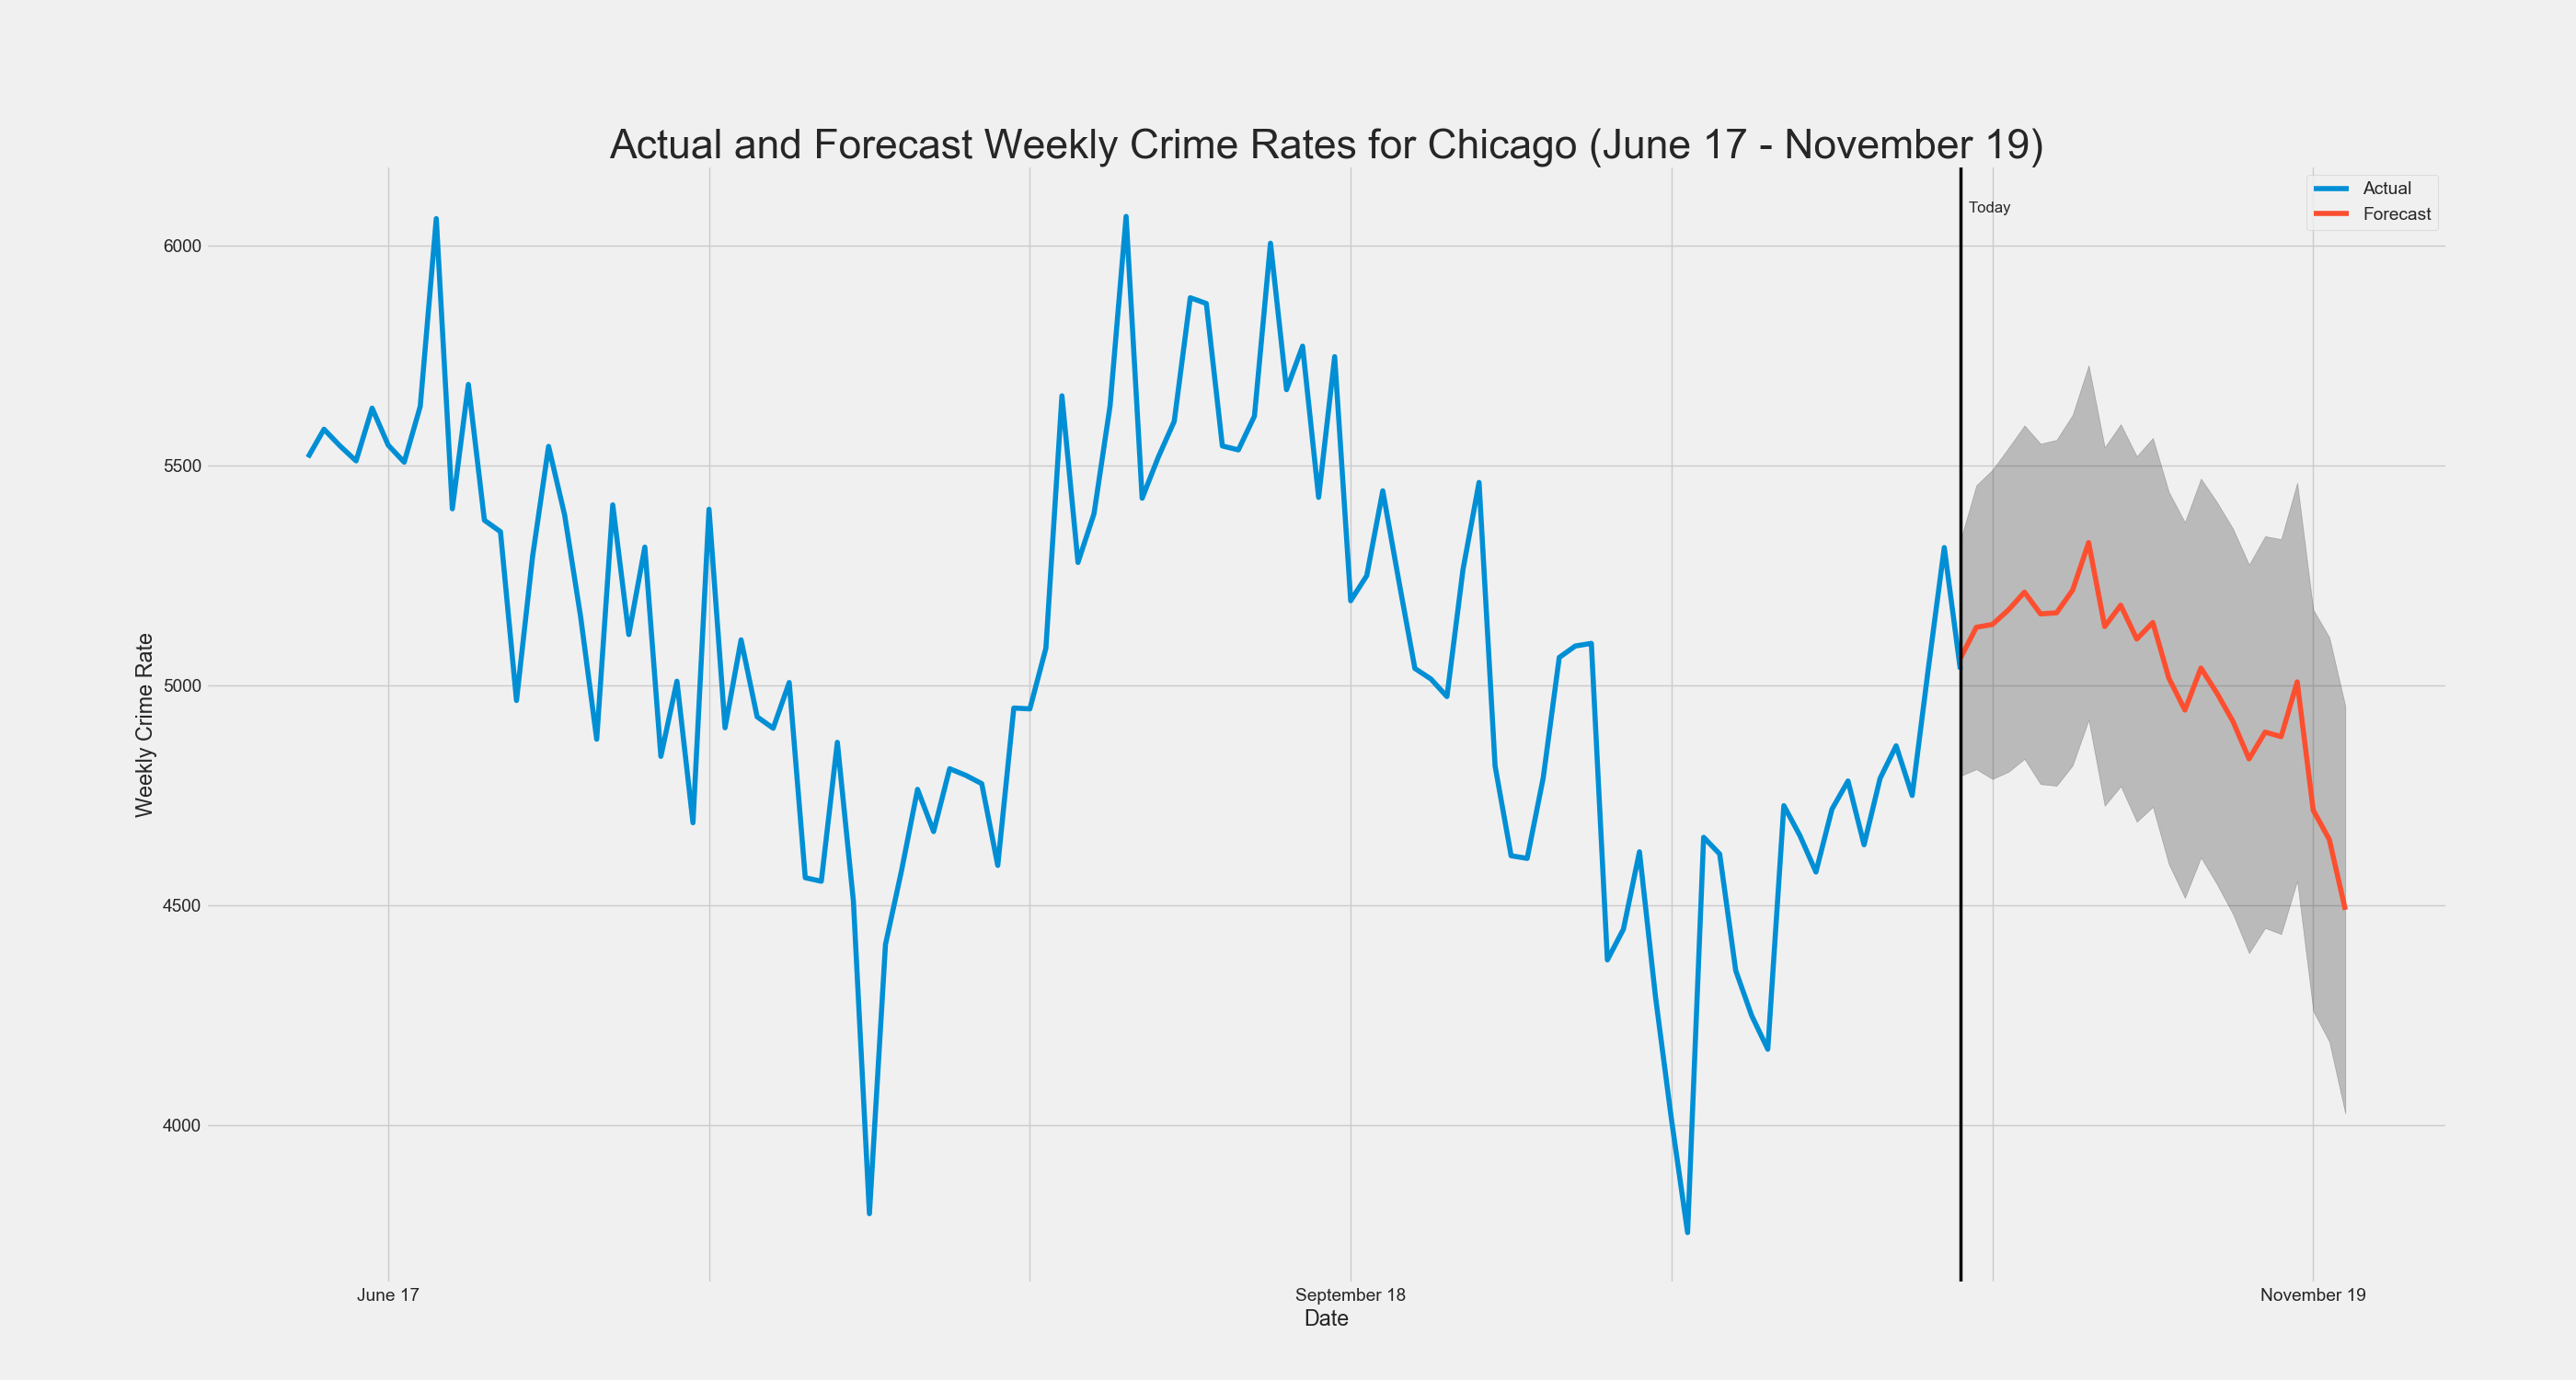 Actual and Forecast Weekly Crime Rates for Chicago (June 17 - November 19)
Actual
Forecast
Today
6000
5500
5000
4500
4000
Weekly Crime Rate
June 17
September 18
November 19
Date